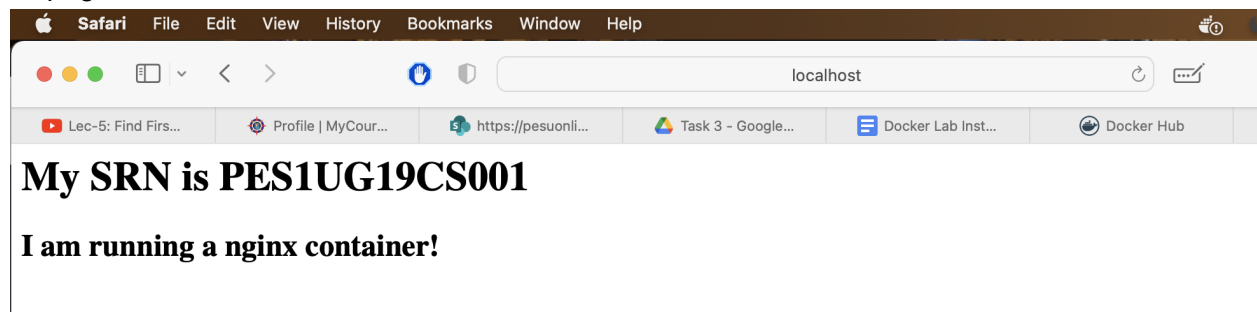 Safari File Edit View History Bookmarks Window Help
localhost
Lec-5: Find Firs... Profile | MyCour... https://pesuonli... Task 3 - Google... Docker Lab Inst... Docker Hub
My SRN is PES1UG19CS001
I am running a nginx container!